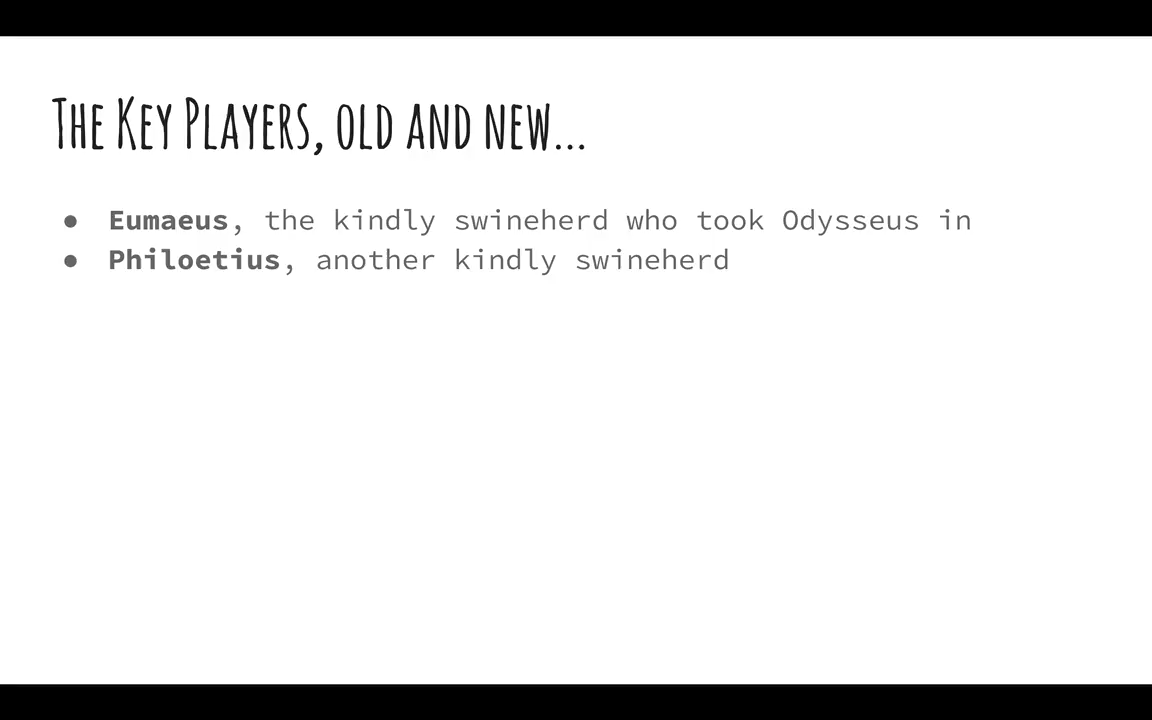 The Key Players, old and new...
● Eumaeus, the kindly swineherd who took Odysseus in
● Philoetius, another kindly swineherd